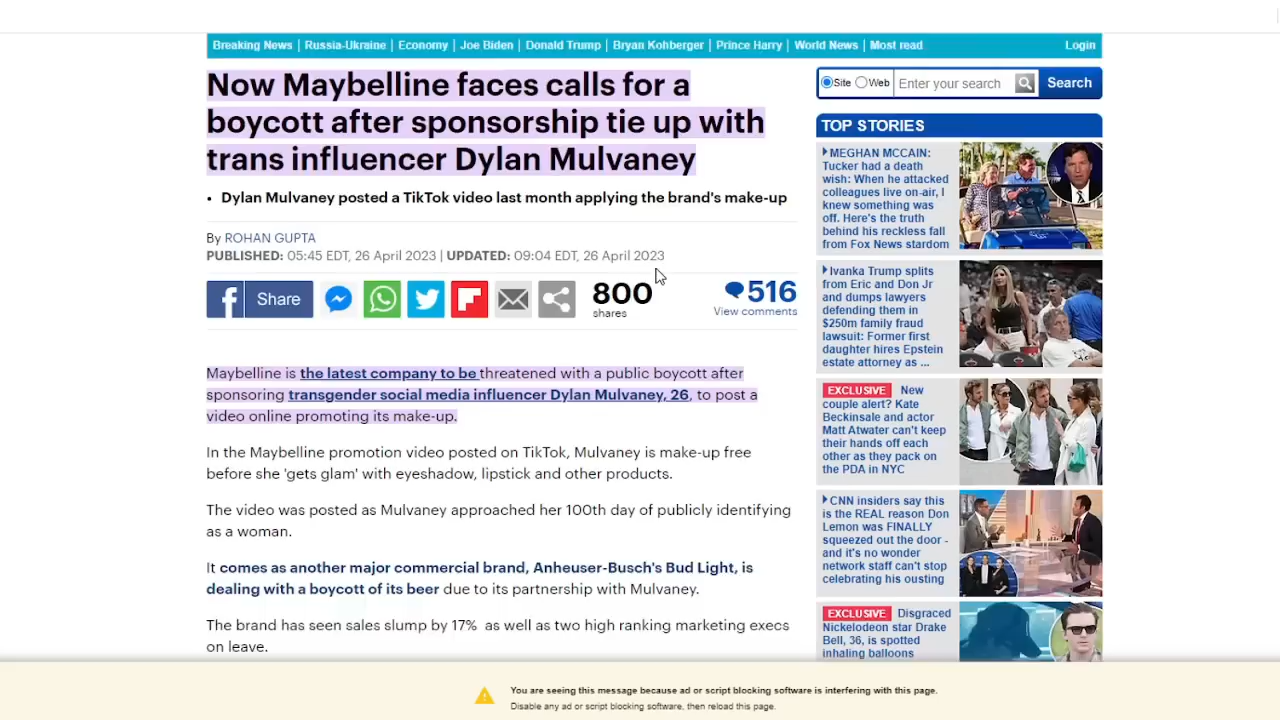 Breaking News | Russia-Ukraine | Economy | Joe Biden | Donald Trump | Bryan Kohberger | Prince Harry | World News | Most read
Login
Now Maybelline faces calls for a
boycott after sponsorship tie up with
trans influencer Dylan Mulvaney
• Dylan Mulvaney posted a TikTok video last month applying the brand's make-up
By ROHAN GUPTA
PUBLISHED: 05:45 EDT, 26 April 2023 | UPDATED: 09:04 EDT, 26 April 2023
Share
800
shares
516
View comments
Maybelline is the latest company to be threatened with a public boycott after
sponsoring transgender social media influencer Dylan Mulvaney, 26, to post a
video online promoting its make-up.
In the Maybelline promotion video posted on TikTok, Mulvaney is make-up free
before she 'gets glam' with eyeshadow, lipstick and other products.
The video was posted as Mulvaney approached her 100th day of publicly identifying
as a woman.
It comes as another major commercial brand, Anheuser-Busch's Bud Light, is
dealing with a boycott of its beer due to its partnership with Mulvaney.
The brand has seen sales slump by 17% as well as two high ranking marketing execs
on leave.
Site Web Enter your search Search
TOP STORIES
MEGHAN MCCAIN:
Tucker had a death
wish: When he attacked
colleagues live on-air, I
knew something was
off. Here's the truth
behind his reckless fall
from Fox News stardom
Ivanka Trump splits
from Eric and Don Jr
and dumps lawyers
defending them in
$250m family fraud
lawsuit: Former first
daughter hires Epstein
estate attorney as ...
EXCLUSIVE New
couple alert? Kate
Beckinsale and actor
Matt Atwater can't keep
their hands off each
other as they pack on
the PDA in NYC
CNN insiders say this
is the REAL reason Don
Lemon was FINALLY
squeezed out the door -
and it's no wonder
network staff can't stop
celebrating his ousting
EXCLUSIVE Disgraced
Nickelodeon star Drake
Bell, 36, is spotted
inhaling balloons
You are seeing this message because ad or script blocking software is interfering with this page.
Disable any ad or script blocking software, then reload this page.